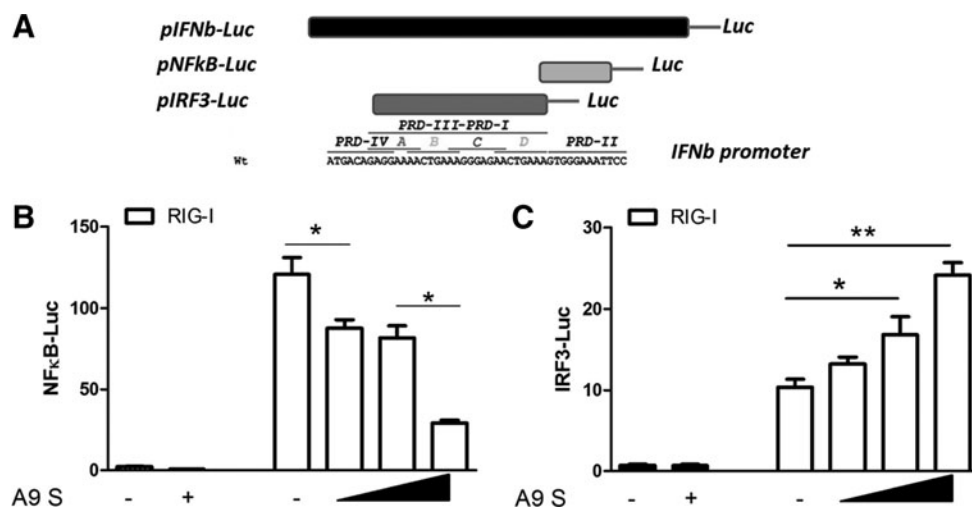 A
pIFNb-Luc Luc
pNFkB-Luc Luc
pIRF3-Luc Luc
PRD-III-PRD-I
PRD-IV A B C D PRD-II
Wt ATGACAGAGGAAAACTGAAAGGGAGAACTGAAAGTGGGAAATTCC IFNb promoter
B RIG-I
150
100
50
0
NFκB-Luc
* *
A9 S - + -
C RIG-I
30
20
10
0
IRF3-Luc
**
*
A9 S - + -